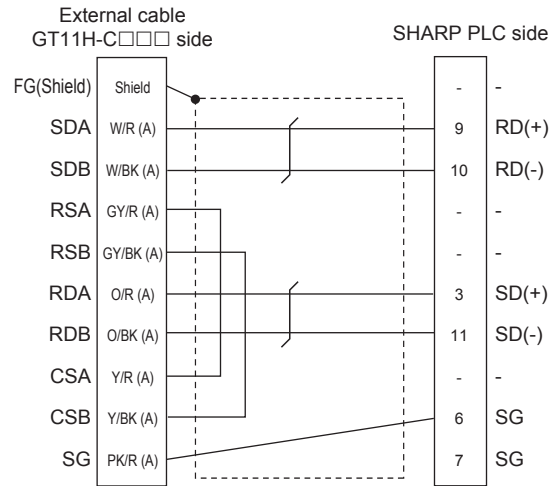 External cable
GT11H-C□□□ side
SHARP PLC side
FG(Shield) Shield - -
SDA W/R (A) 9 RD(+)
SDB W/BK (A) 10 RD(-)
RSA GY/R (A) - -
RSB GY/BK (A) - -
RDA O/R (A) 3 SD(+)
RDB O/BK (A) 11 SD(-)
CSA Y/R (A) - -
CSB Y/BK (A) 6 SG
SG PK/R (A) 7 SG